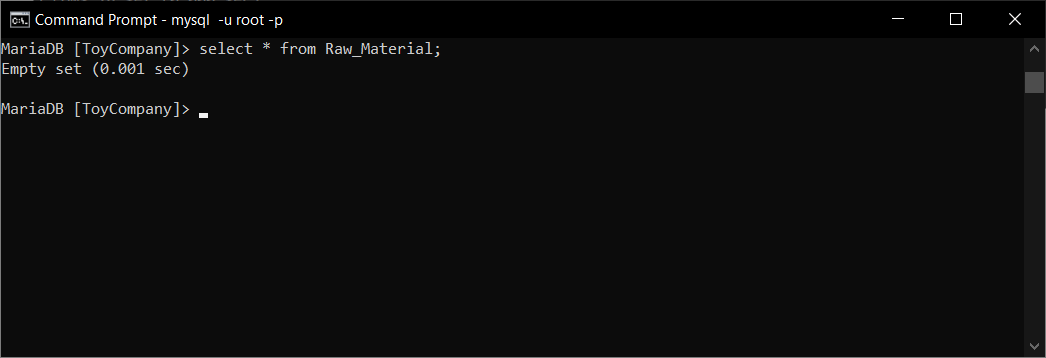 Command Prompt - mysql  -u root -p
MariaDB [ToyCompany]> select * from Raw_Material;
Empty set (0.001 sec)
MariaDB [ToyCompany]>